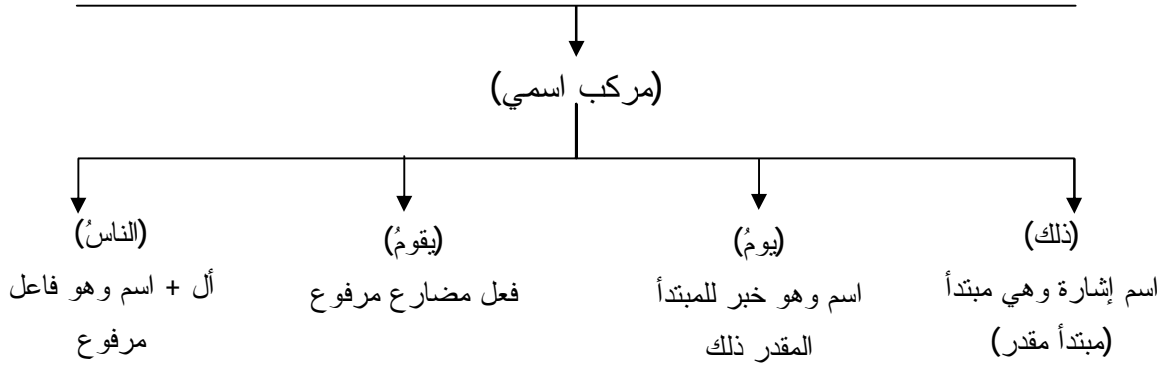 (مركب اسمي)
(ذلك)
اسم إشارة وهي مبتدأ
(مبتدأ مقدر)
(يومُ)
اسم وهو خبر للمبتدأ
المقدر ذلك
(يقومُ)
فعل مضارع مرفوع
(الناسُ)
أل + اسم وهو فاعل
مرفوع